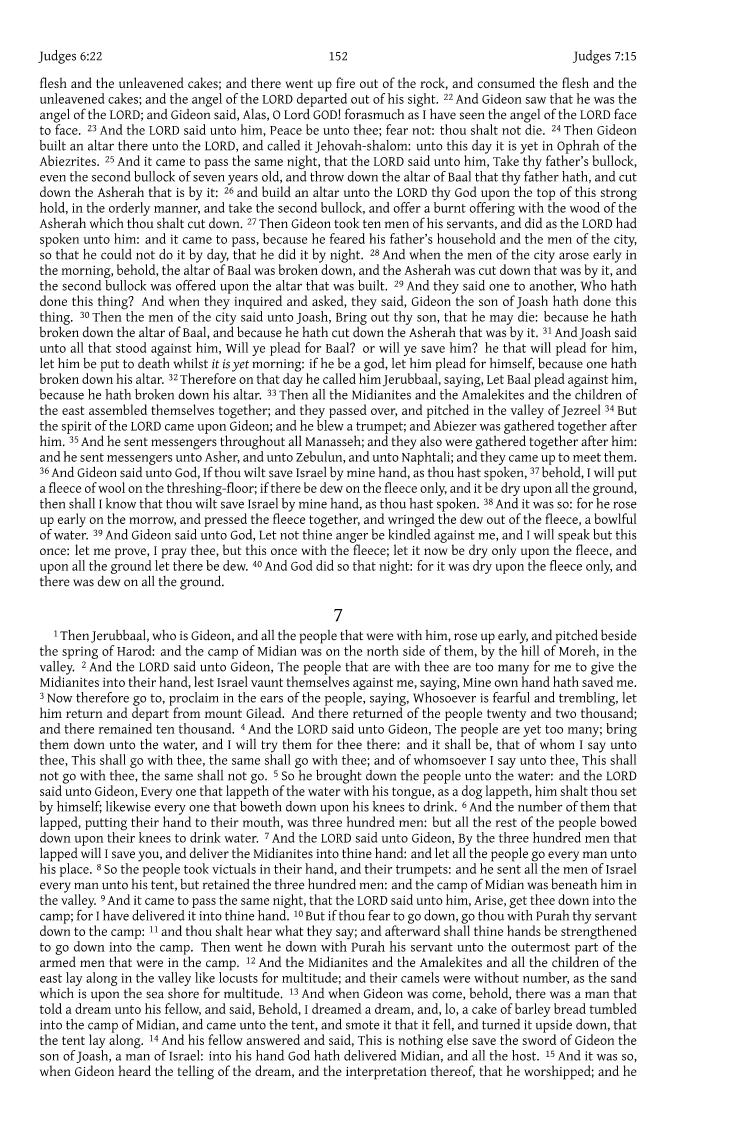 Judges 6:22 152 Judges 7:15
flesh and the unleavened cakes; and there went up fire out of the rock, and consumed the flesh and the
unleavened cakes; and the angel of the LORD departed out of his sight. 22 And Gideon saw that he was the
angel of the LORD; and Gideon said, Alas, O Lord GOD! forasmuch as I have seen the angel of the LORD face
to face. 23 And the LORD said unto him, Peace be unto thee; fear not: thou shalt not die. 24 Then Gideon
built an altar there unto the LORD, and called it Jehovah-shalom: unto this day it is yet in Ophrah of the
Abiezrites. 25 And it came to pass the same night, that the LORD said unto him, Take thy father's bullock,
even the second bullock of seven years old, and throw down the altar of Baal that thy father hath, and cut
down the Asherah that is by it: 26 and build an altar unto the LORD thy God upon the top of this strong
hold, in the orderly manner, and take the second bullock, and offer a burnt offering with the wood of the
Asherah which thou shalt cut down. 27 Then Gideon took ten men of his servants, and did as the LORD had
spoken unto him: and it came to pass, because he feared his father's household and the men of the city,
so that he could not do it by day, that he did it by night. 28 And when the men of the city arose early in
the morning, behold, the altar of Baal was broken down, and the Asherah was cut down that was by it, and
the second bullock was offered upon the altar that was built. 29 And they said one to another, Who hath
done this thing? And when they inquired and asked, they said, Gideon the son of Joash hath done this
thing. 30 Then the men of the city said unto Joash, Bring out thy son, that he may die: because he hath
broken down the altar of Baal, and because he hath cut down the Asherah that was by it. 31 And Joash said
unto all that stood against him, Will ye plead for Baal? or will ye save him? he that will plead for him,
let him be put to death whilst it is yet morning: if he be a god, let him plead for himself, because one hath
broken down his altar. 32 Therefore on that day he called him Jerubbaal, saying, Let Baal plead against him,
because he hath broken down his altar. 33 Then all the Midianites and the Amalekites and the children of
the east assembled themselves together; and they passed over, and pitched in the valley of Jezreel 34 But
the spirit of the LORD came upon Gideon; and he blew a trumpet; and Abiezer was gathered together after
him. 35 And he sent messengers throughout all Manasseh; and they also were gathered together after him:
and he sent messengers unto Asher, and unto Zebulun, and unto Naphtali; and they came up to meet them.
36 And Gideon said unto God, If thou wilt save Israel by mine hand, as thou hast spoken, 37 behold, I will put
a fleece of wool on the threshing-floor; if there be dew on the fleece only, and it be dry upon all the ground,
then shall I know that thou wilt save Israel by mine hand, as thou hast spoken. 38 And it was so: for he rose
up early on the morrow, and pressed the fleece together, and wringed the dew out of the fleece, a bowlful
of water. 39 And Gideon said unto God, Let not thine anger be kindled against me, and I will speak but this
once: let me prove, I pray thee, but this once with the fleece; let it now be dry only upon the fleece, and
upon all the ground let there be dew. 40 And God did so that night: for it was dry upon the fleece only, and
there was dew on all the ground.
7
1 Then Jerubbaal, who is Gideon, and all the people that were with him, rose up early, and pitched beside
the spring of Harod: and the camp of Midian was on the north side of them, by the hill of Moreh, in the
valley. 2 And the LORD said unto Gideon, The people that are with thee are too many for me to give the
Midianites into their hand, lest Israel vaunt themselves against me, saying, Mine own hand hath saved me.
3 Now therefore go to, proclaim in the ears of the people, saying, Whosoever is fearful and trembling, let
him return and depart from mount Gilead. And there returned of the people twenty and two thousand;
and there remained ten thousand. 4 And the LORD said unto Gideon, The people are yet too many; bring
them down unto the water, and I will try them for thee there: and it shall be, that of whom I say unto
thee, This shall go with thee, the same shall go with thee; and of whomsoever I say unto thee, This shall
not go with thee, the same shall not go. 5 So he brought down the people unto the water: and the LORD
said unto Gideon, Every one that lappeth of the water with his tongue, as a dog lappeth, him shalt thou set
by himself; likewise every one that boweth down upon his knees to drink. 6 And the number of them that
lapped, putting their hand to their mouth, was three hundred men: but all the rest of the people bowed
down upon their knees to drink water. 7 And the LORD said unto Gideon, By the three hundred men that
lapped will I save you, and deliver the Midianites into thine hand: and let all the people go every man unto
his place. 8 So the people took victuals in their hand, and their trumpets: and he sent all the men of Israel
every man unto his tent, but retained the three hundred men: and the camp of Midian was beneath him in
the valley. 9 And it came to pass the same night, that the LORD said unto him, Arise, get thee down into the
camp; for I have delivered it into thine hand. 10 But if thou fear to go down, go thou with Purah thy servant
down to the camp: 11 and thou shalt hear what they say; and afterward shall thine hands be strengthened
to go down into the camp. Then went he down with Purah his servant unto the outermost part of the
armed men that were in the camp. 12 And the Midianites and the Amalekites and all the children of the
east lay along in the valley like locusts for multitude; and their camels were without number, as the sand
which is upon the sea shore for multitude. 13 And when Gideon was come, behold, there was a man that
told a dream unto his fellow, and said, Behold, I dreamed a dream, and, lo, a cake of barley bread tumbled
into the camp of Midian, and came unto the tent, and smote it that it fell, and turned it upside down, that
the tent lay along. 14 And his fellow answered and said, This is nothing else save the sword of Gideon the
son of Joash, a man of Israel: into his hand God hath delivered Midian, and all the host. 15 And it was so,
when Gideon heard the telling of the dream, and the interpretation thereof, that he worshipped; and he